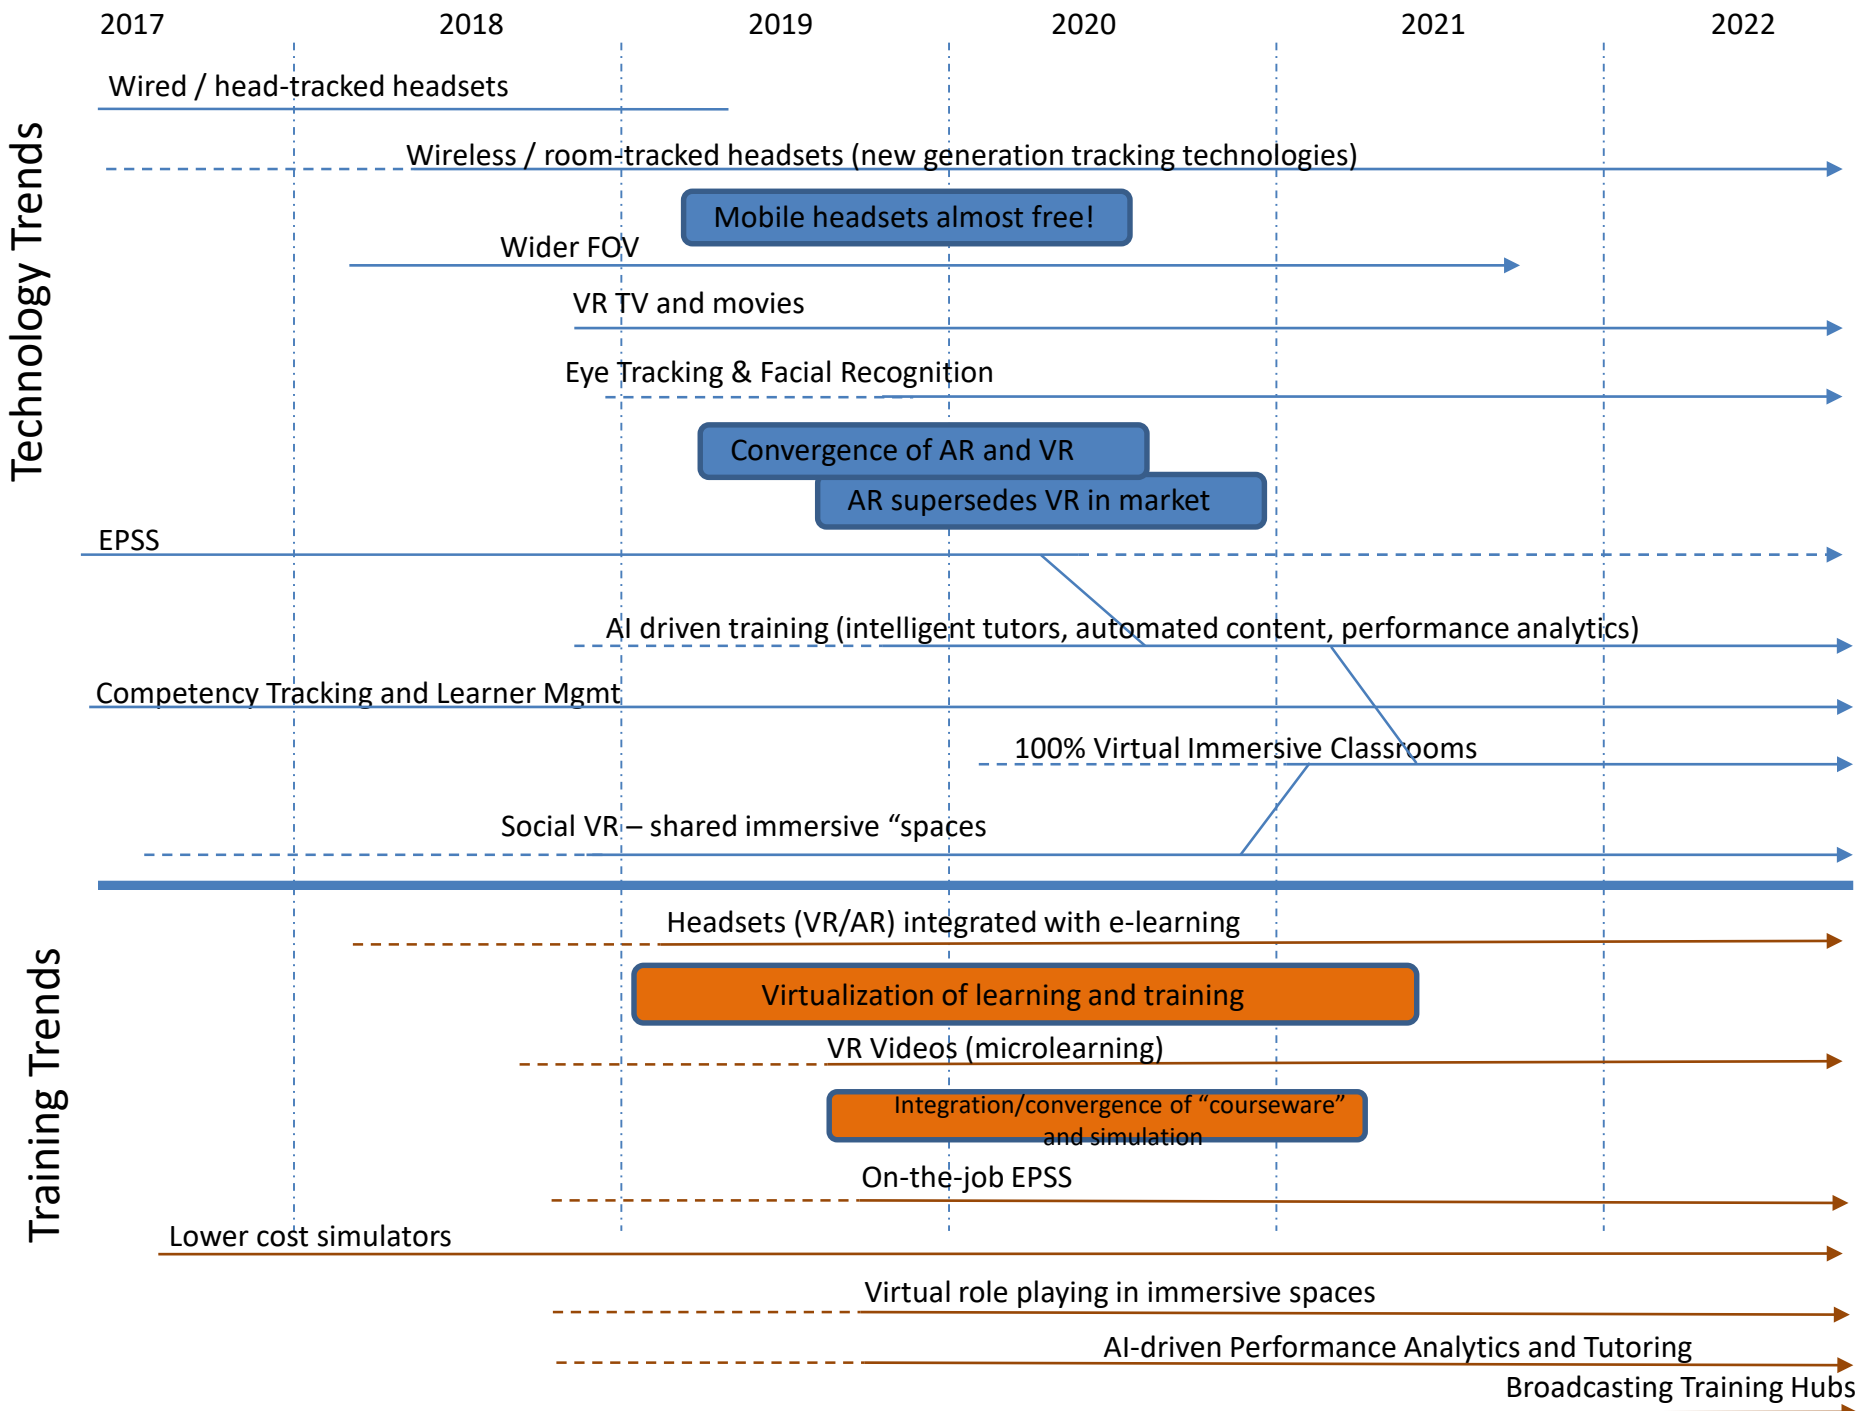 2017 2018 2019 2020 2021 2022
Technology Trends
Wired / head-tracked headsets
Wireless / room-tracked headsets (new generation tracking technologies)
Mobile headsets almost free!
Wider FOV
VR TV and movies
Eye Tracking & Facial Recognition
Convergence of AR and VR
AR supersedes VR in market
EPSS
AI driven training (intelligent tutors, automated content, performance analytics)
Competency Tracking and Learner Mgmt
100% Virtual Immersive Classrooms
Social VR – shared immersive “spaces
Training Trends
Headsets (VR/AR) integrated with e-learning
Virtualization of learning and training
VR Videos (microlearning)
Integration/convergence of “courseware”
and simulation
On-the-job EPSS
Lower cost simulators
Virtual role playing in immersive spaces
AI-driven Performance Analytics and Tutoring
Broadcasting Training Hubs